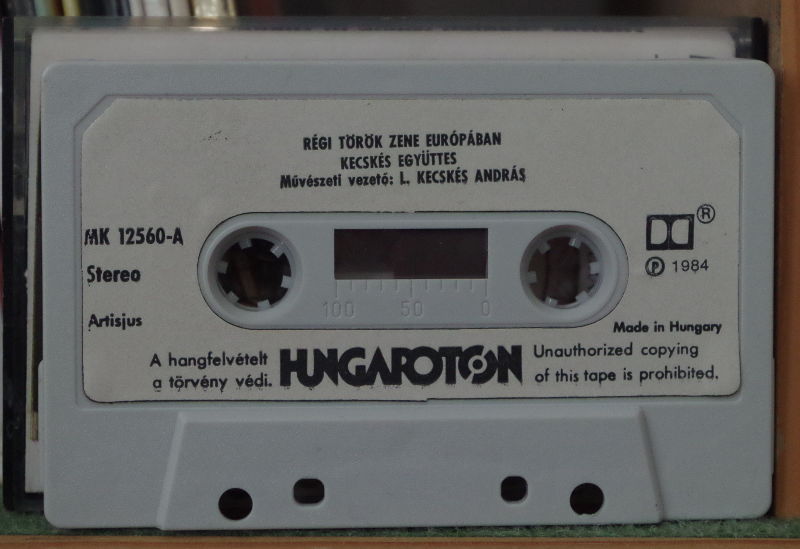 RÉGI TÖRÖK ZENE EURÓPÁBAN
KECSKÉS EGYÜTTES
Művészeti vezető: L. KECSKÉS ANDRÁS
MK 12560-A
Stereo
Artisjus
® 
℗ 1984
100 50 0
Made in Hungary
A hangfelvételt
a törvény védi.
HUNGAROTON
Unauthorized copying
of this tape is prohibited.